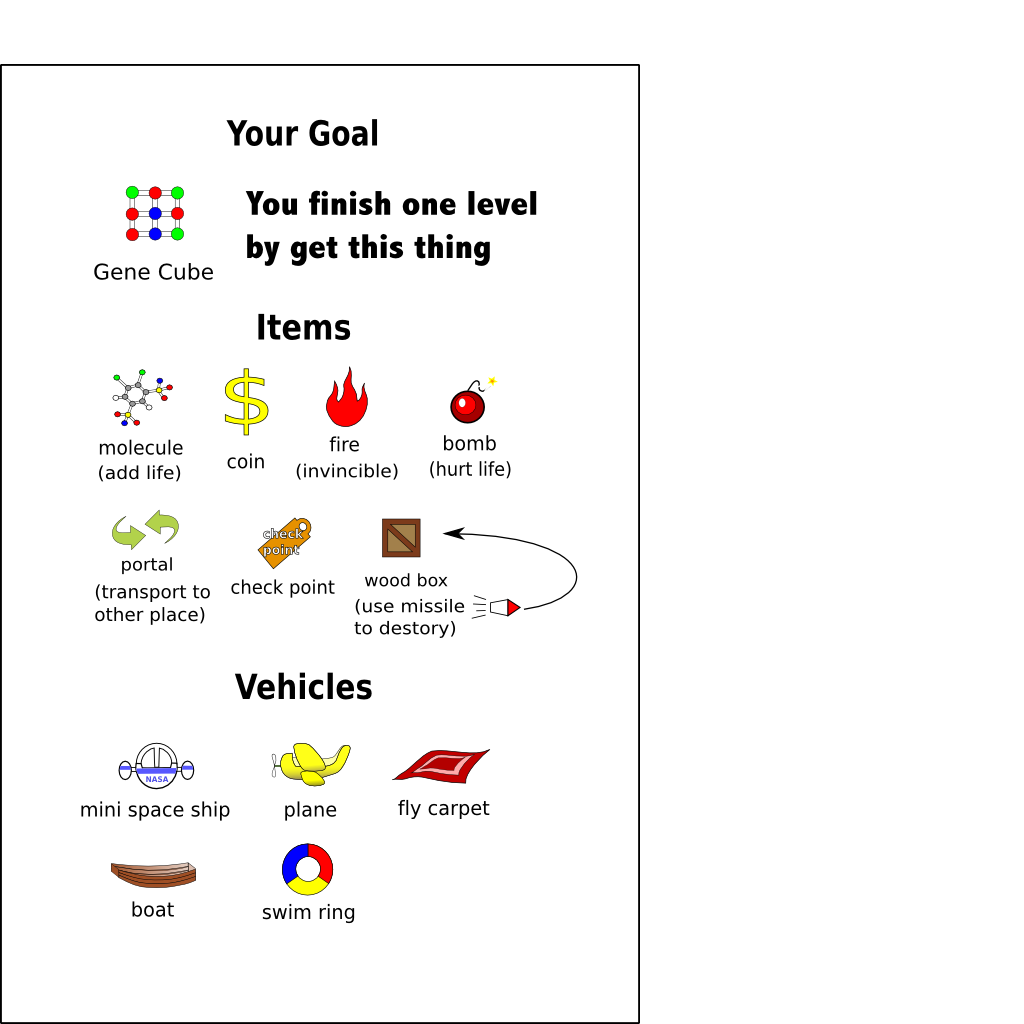 Your Goal
You finish one level
by get this thing
Gene Cube
Items
$
molecule
(add life)
coin
fire
(invincible)
bomb
(hurt life)
check
point
portal
(transport to
other place)
check point
wood box
(use missile
to destory)
Vehicles
NASA
mini space ship
plane
fly carpet
boat
swim ring